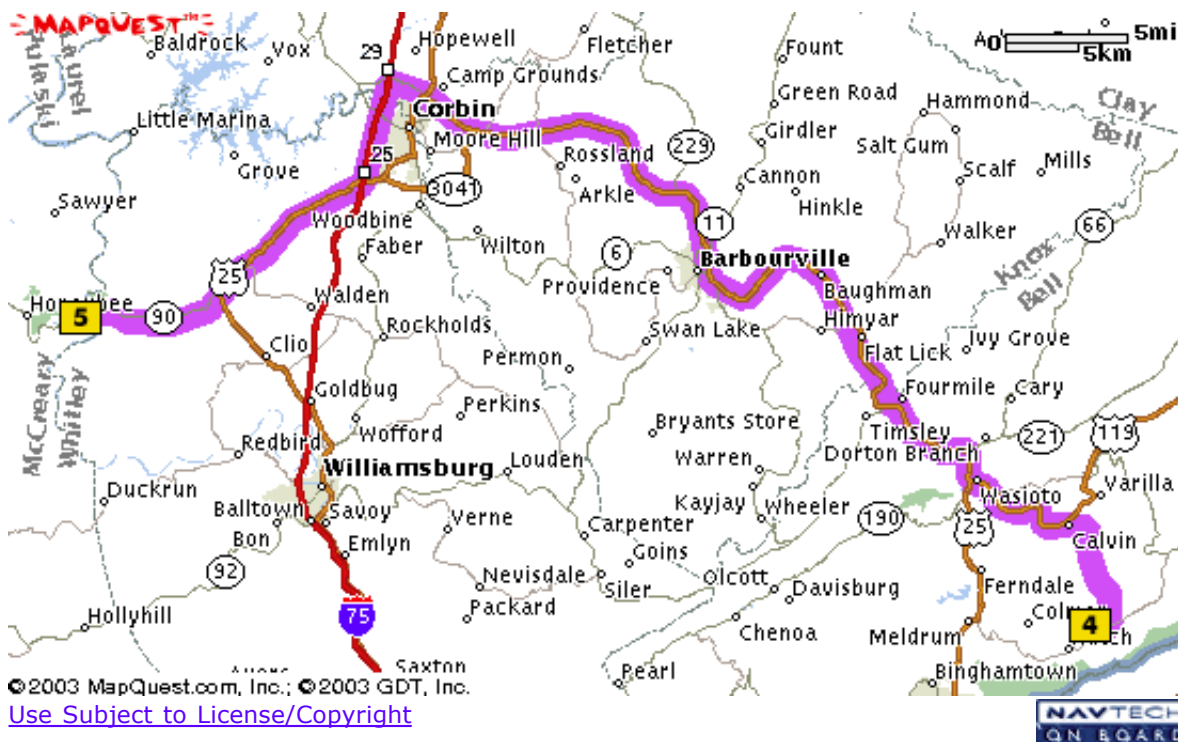 MAPQUEST
Baldrock
Vox
29
Hopewell
Fletcher
Fount
0
5mi
5km
Pulaski
Laurel
Camp Grounds
Green Road
Hammond
Clay
Bell
Little Marina
Corbin
Moore Hill
Girdler
Salt Gum
Mills
Grove
25
Rossland
229
Scalf
Sawyer
3041
Arkle
Cannon
Hinkle
Woodbine
11
66
Faber
Wilton
6
Walker
25
Barbourville
Knox
Bell
Providence
Baughman
5
90
Walden
Himyar
Rockholds
Swan Lake
Ivy Grove
Clio
Permon
Flat Lick
McCreary
Whitley
Goldbug
Fourmile
Cary
Perkins
Bryants Store
Timsley
221
119
Redbird
Wofford
Dorton Branch
Williamsburg
Louden
Warren
Duckrun
Kayjay
Wasioto
Varilla
Balltown
Savoy
Verne
Carpenter
Wheeler
190
25
Bon
Emlyn
Goins
Calvin
92
Nevisdale
Siler
Olcott
Davisburg
Ferndale
Hollyhill
75
Packard
Chenoa
Meldrum
4
Saxton
Pearl
Binghamtown
©2003 MapQuest.com, Inc.; ©2003 GDT, Inc.
Use Subject to License/Copyright
NAVTECH
ON BOARD